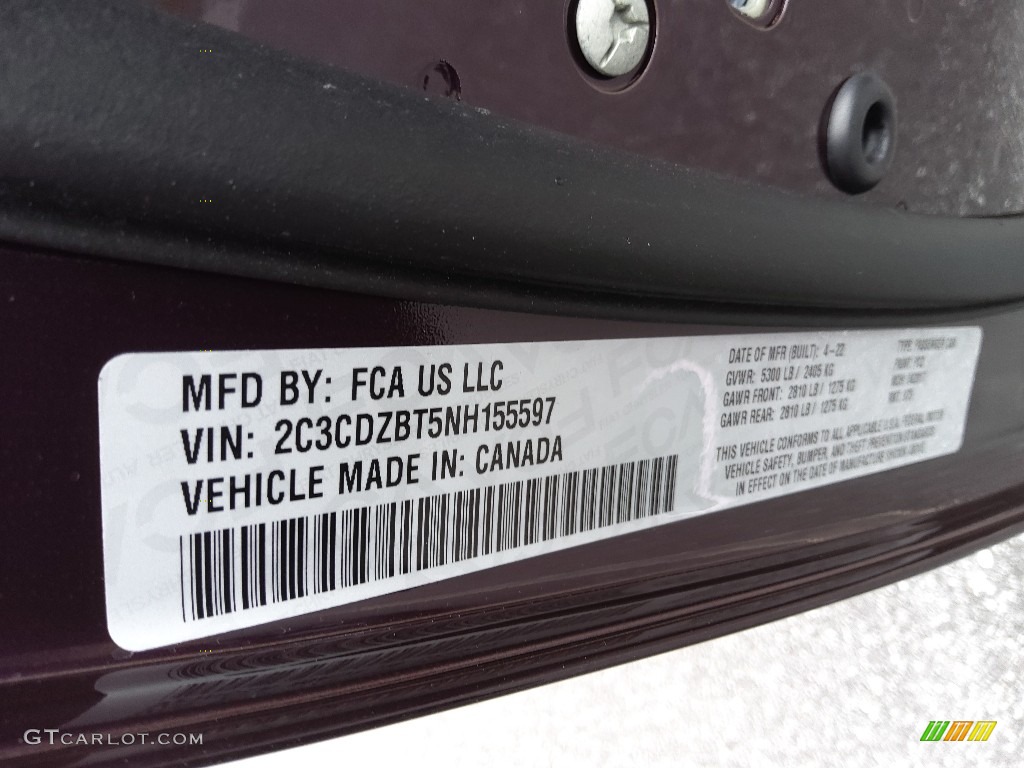 MFD BY: FCA US LLC
VIN: 2C3CDZBT5NH155597
VEHICLE MADE IN: CANADA
DATE OF MFR (BUILT): 4-22
GVWR: 5300 LB / 2405 KG
GAWR FRONT: 2810 LB / 1275 KG
GAWR REAR: 2810 LB / 1275 KG
TYPE: PASSENGER CAR
THIS VEHICLE CONFORMS TO ALL APPLICABLE U.S.A. FEDERAL MOTOR
VEHICLE SAFETY, BUMPER, AND THEFT PREVENTION STANDARDS
IN EFFECT ON THE DATE OF MANUFACTURE SHOWN ABOVE.
GTCARLOT.COM